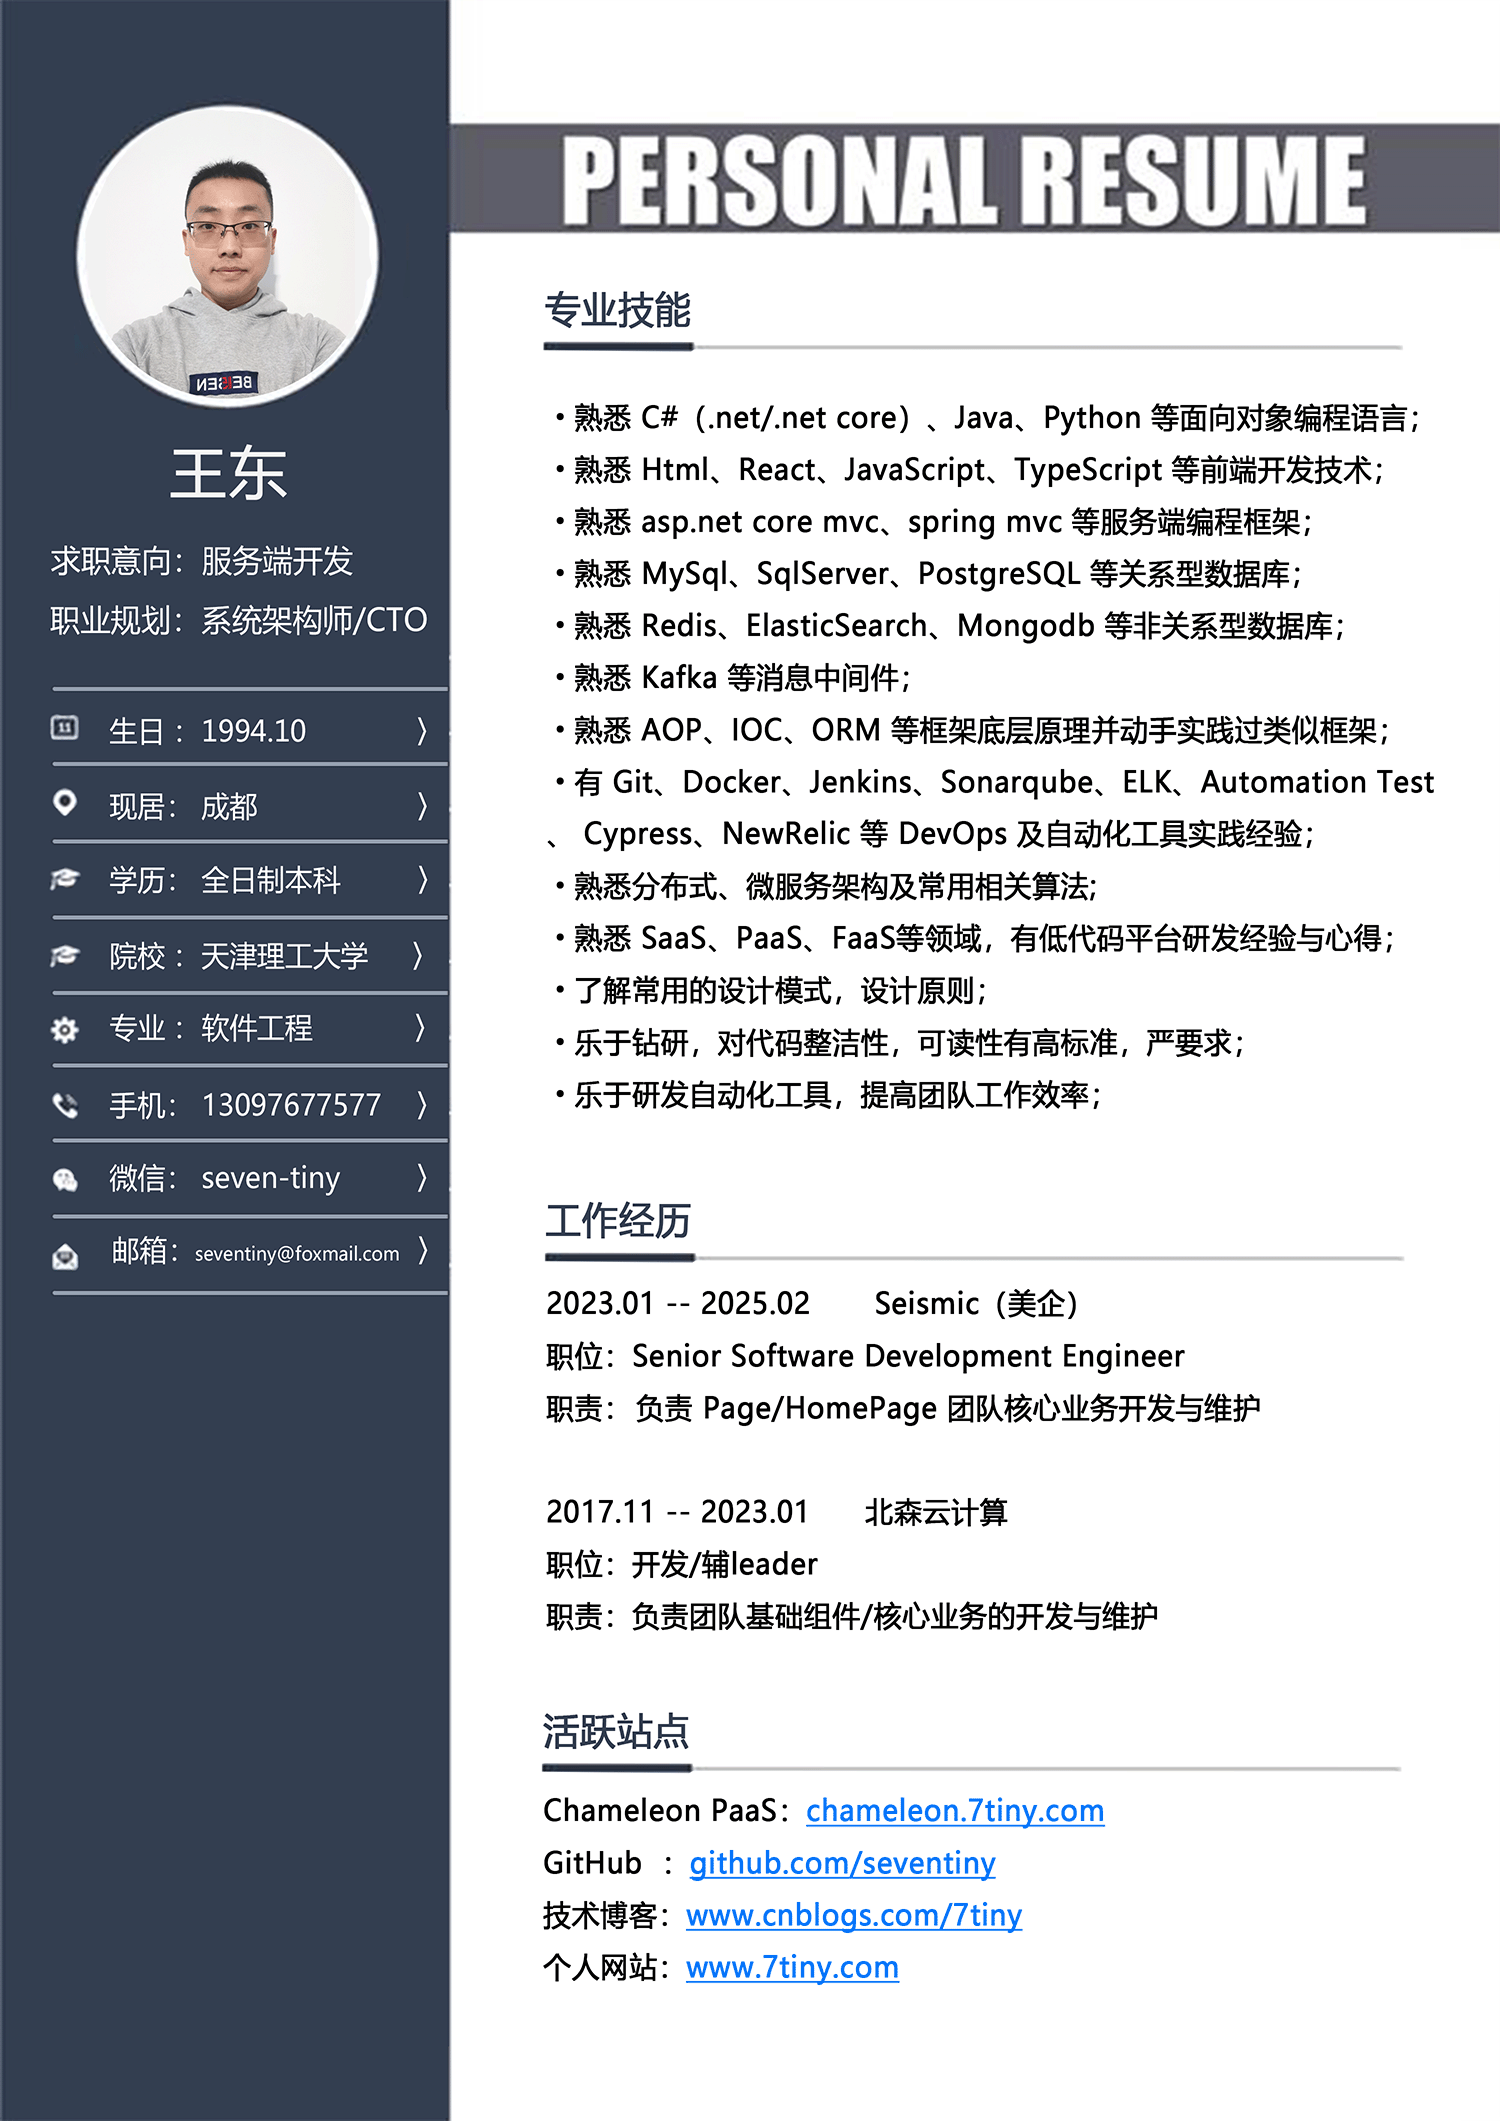 PERSONAL RESUME
王东
求职意向：服务端开发
职业规划：系统架构师/CTO
生日 ： 1994.10 〉
现居： 成都 〉
学历： 全日制本科 〉
院校 ： 天津理工大学 〉
专业 ： 软件工程 〉
手机： 13097677577 〉
微信： seven-tiny 〉
邮箱： seventiny@foxmail.com 〉
专业技能
·熟悉 C#（.net/.net core）、Java、Python 等面向对象编程语言；
·熟悉 Html、React、JavaScript、TypeScript 等前端开发技术；
·熟悉 asp.net core mvc、spring mvc 等服务端编程框架；
·熟悉 MySql、SqlServer、PostgreSQL 等关系型数据库；
·熟悉 Redis、ElasticSearch、Mongodb 等非关系型数据库；
·熟悉 Kafka 等消息中间件；
·熟悉 AOP、IOC、ORM 等框架底层原理并动手实践过类似框架；
·有 Git、Docker、Jenkins、Sonarqube、ELK、Automation Test
、 Cypress、NewRelic 等 DevOps 及自动化工具实践经验；
·熟悉分布式、微服务架构及常用相关算法;
·熟悉 SaaS、PaaS、FaaS等领域，有低代码平台研发经验与心得；
·了解常用的设计模式，设计原则；
·乐于钻研，对代码整洁性，可读性有高标准，严要求；
·乐于研发自动化工具，提高团队工作效率；
工作经历
2023.01 -- 2025.02 Seismic（美企）
职位：Senior Software Development Engineer
职责： 负责 Page/HomePage 团队核心业务开发与维护
2017.11 -- 2023.01 北森云计算
职位：开发/辅leader
职责：负责团队基础组件/核心业务的开发与维护
活跃站点
Chameleon PaaS：chameleon.7tiny.com
GitHub ：github.com/seventiny
技术博客：www.cnblogs.com/7tiny
个人网站：www.7tiny.com